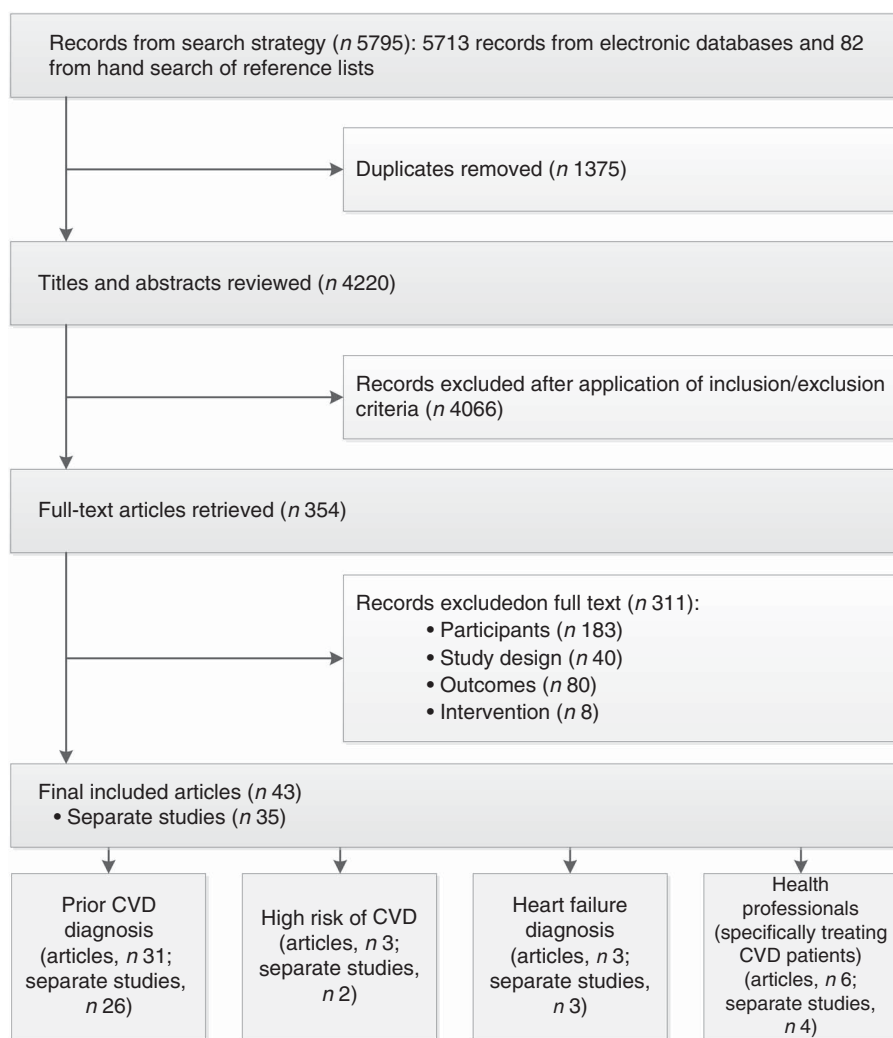 Records from search strategy (n 5795): 5713 records from electronic databases and 82
from hand search of reference lists
Duplicates removed (n 1375)
Titles and abstracts reviewed (n 4220)
Records excluded after application of inclusion/exclusion
criteria (n 4066)
Full-text articles retrieved (n 354)
Records excludedon full text (n 311):
• Participants (n 183)
• Study design (n 40)
• Outcomes (n 80)
• Intervention (n 8)
Final included articles (n 43)
• Separate studies (n 35)
Prior CVD
diagnosis
(articles, n 31;
separate studies,
n 26)
High risk of CVD
(articles, n 3;
separate studies,
n 2)
Heart failure
diagnosis
(articles, n 3;
separate studies,
n 3)
Health
professionals
(specifically treating
CVD patients)
(articles, n 6;
separate studies,
n 4)